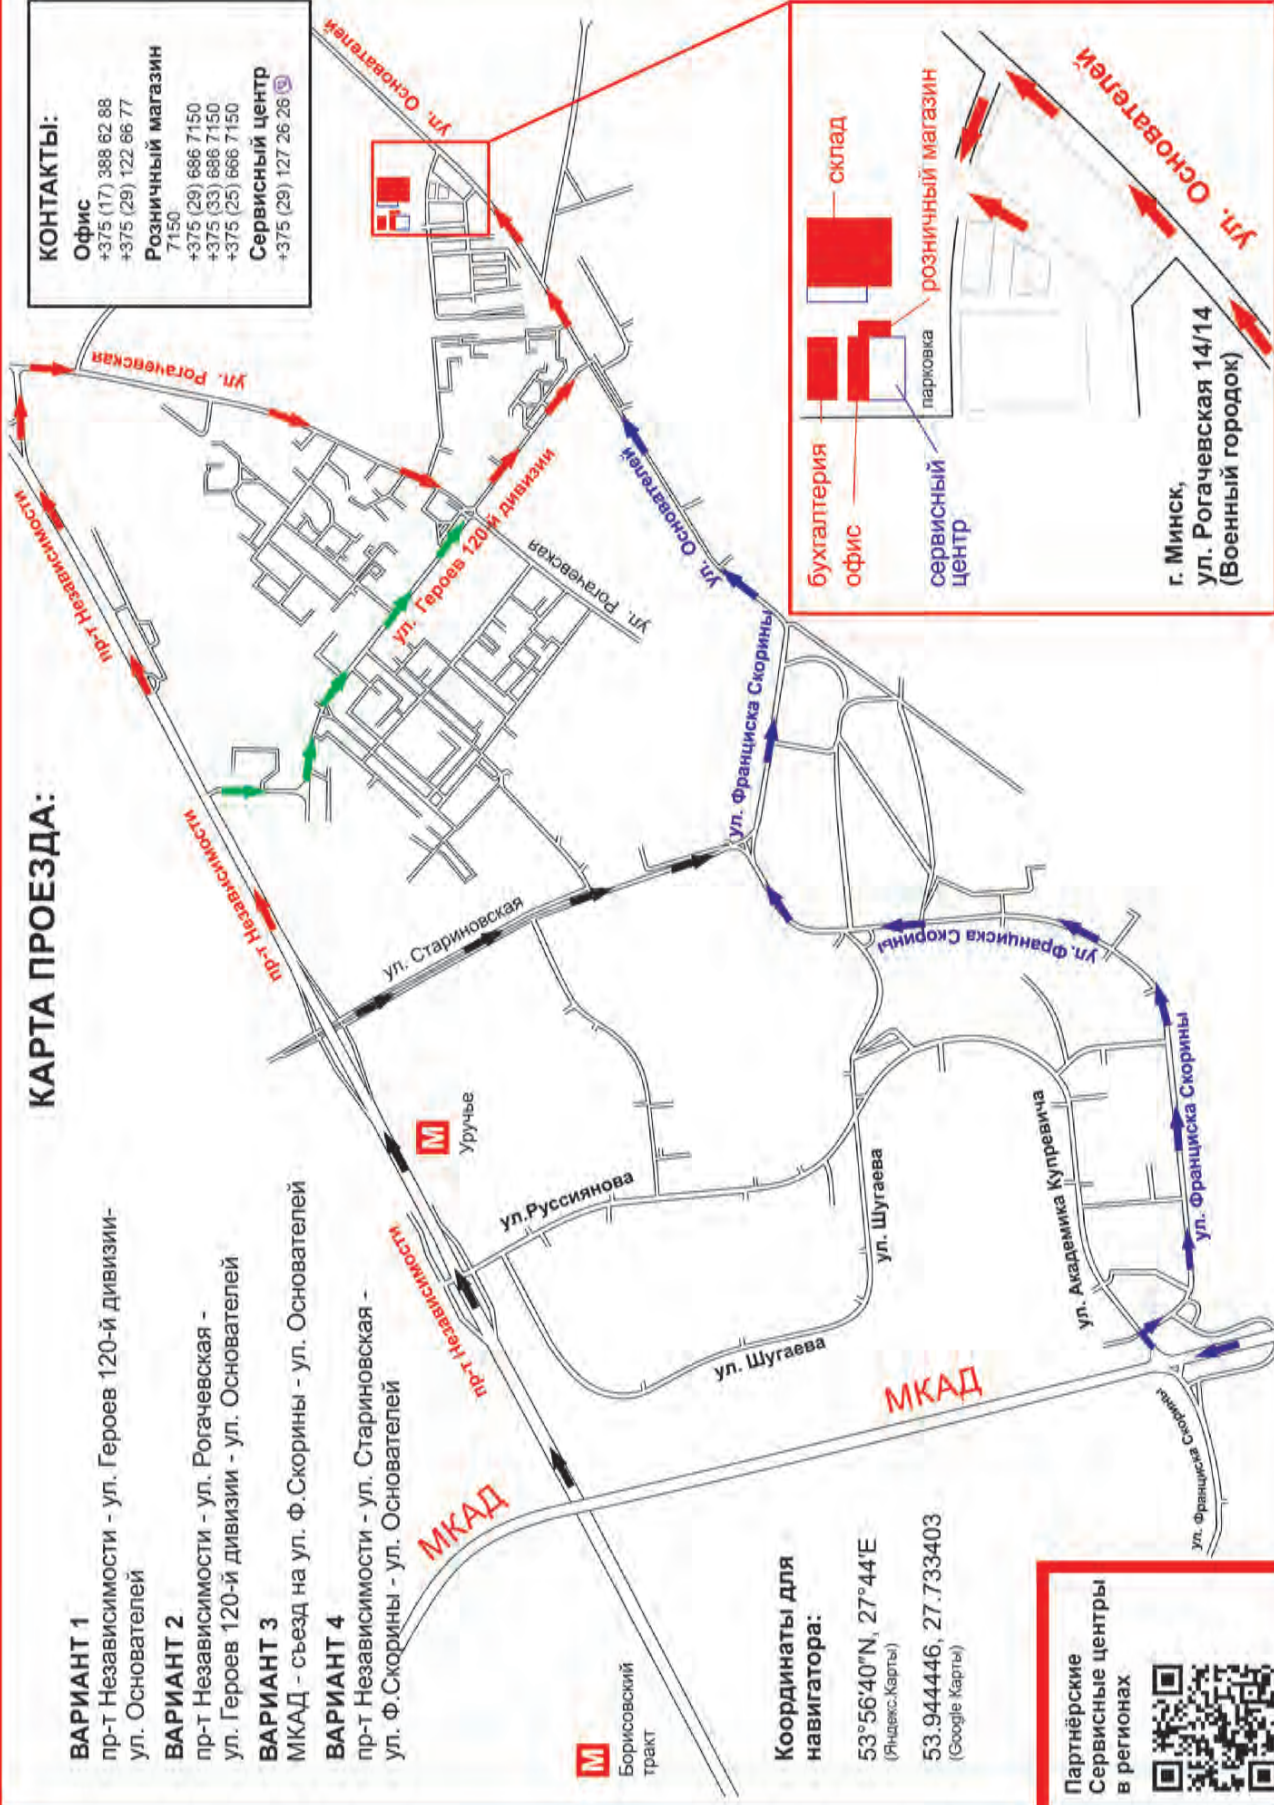 КАРТА ПРОЕЗДА:
ВАРИАНТ 1
пр-т Независимости - ул. Героев 120-й дивизии-
ул. Основателей
ВАРИАНТ 2
пр-т Независимости - ул. Рогачевская -
ул. Героев 120-й дивизии - ул. Основателей
ВАРИАНТ 3
МКАД - съезд на ул. Ф.Скорины - ул. Основателей
ВАРИАНТ 4
пр-т Независимости - ул. Стариновская -
ул. Ф.Скорины - ул. Основателей
КОНТАКТЫ:
Офис
+375 (17) 388 62 88
+375 (29) 122 66 77
Розничный магазин
7150
+375 (29) 686 7150
+375 (33) 686 7150
+375 (25) 666 7150
Сервисный центр
+375 (29) 127 26 26
пр-т Независимости
пр-т Независимости
пр-т Независимости
пр-т Независимости
ул. Рогачевская
ул. Рогачевская
ул. Героев 120-й дивизии
ул. Основателей
ул. Основателей
ул. Стариновская
ул. Франциска Скорины
ул. Франциска Скорины
ул. Франциска Скорины
ул. Франциска Скорины
М
Уручье
ул.Руссиянова
ул. Шугаева
ул. Шугаева
ул. Академика Купревича
МКАД
МКАД
М
Борисовский
тракт
Координаты для
навигатора:
53°56'40"N, 27°44'E
(Яндекс.Карты)
53.944446, 27.733403
(Google Карты)
Партнёрские
Сервисные центры
в регионах
бухгалтерия
офис
сервисный
центр
парковка
склад
розничный магазин
ул. Основателей
г. Минск,
ул. Рогачевская 14/14
(Военный городок)